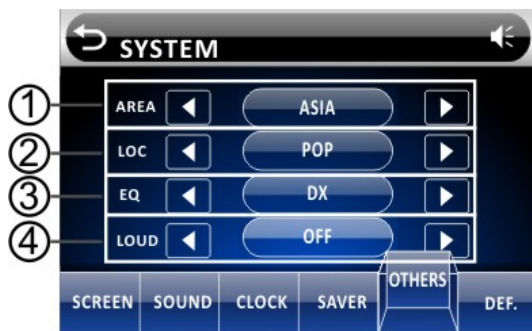 SYSTEM
① AREA ASIA
② LOC POP
③ EQ DX
④ LOUD OFF
SCREEN SOUND CLOCK SAVER OTHERS DEF.